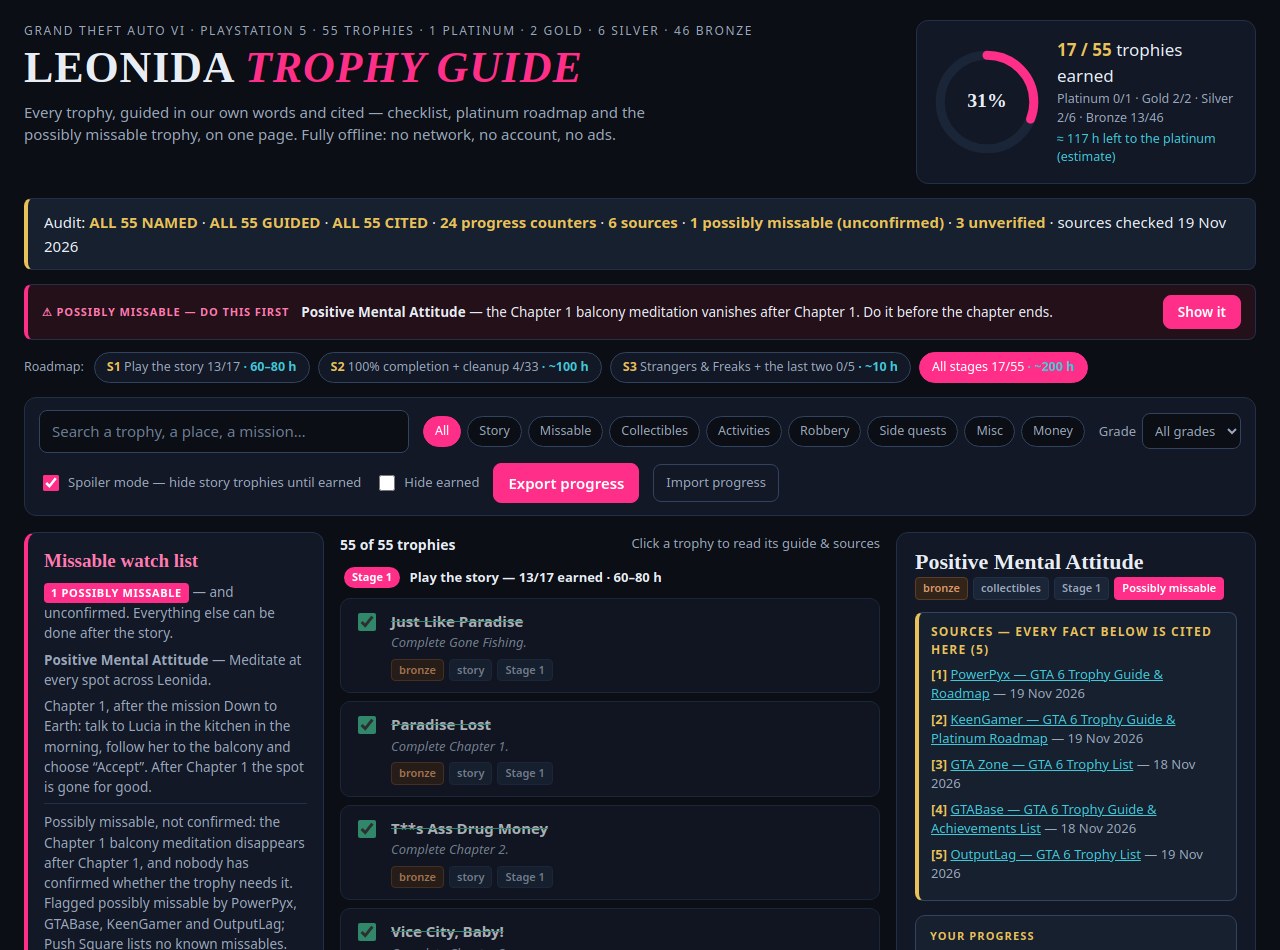 GRAND THEFT AUTO VI · PLAYSTATION 5 · 55 TROPHIES · 1 PLATINUM · 2 GOLD · 6 SILVER · 46 BRONZE
LEONIDA TROPHY GUIDE
Every trophy, guided in our own words and cited — checklist, platinum roadmap and the
possibly missable trophy, on one page. Fully offline: no network, no account, no ads.
31%
17 / 55 trophies
earned
Platinum 0/1 · Gold 2/2 · Silver
2/6 · Bronze 13/46
≈ 117 h left to the platinum
(estimate)
Audit: ALL 55 NAMED · ALL 55 GUIDED · ALL 55 CITED · 24 progress counters · 6 sources · 1 possibly missable (unconfirmed) · 3 unverified · sources checked 19 Nov
2026
⚠ POSSIBLY MISSABLE — DO THIS FIRST Positive Mental Attitude — the Chapter 1 balcony meditation vanishes after Chapter 1. Do it before the chapter ends. Show it
Roadmap: S1 Play the story 13/17 · 60–80 h S2 100% completion + cleanup 4/33 · ~100 h S3 Strangers & Freaks + the last two 0/5 · ~10 h All stages 17/55 · ~200 h
Search a trophy, a place, a mission... All Story Missable Collectibles Activities Robbery Side quests Misc Money Grade All grades
Spoiler mode — hide story trophies until earned Hide earned Export progress Import progress
Missable watch list
1 POSSIBLY MISSABLE — and
unconfirmed. Everything else can be
done after the story.
Positive Mental Attitude — Meditate at
every spot across Leonida.
Chapter 1, after the mission Down to
Earth: talk to Lucia in the kitchen in the
morning, follow her to the balcony and
choose “Accept”. After Chapter 1 the spot
is gone for good.
Possibly missable, not confirmed: the
Chapter 1 balcony meditation disappears
after Chapter 1, and nobody has
confirmed whether the trophy needs it.
Flagged possibly missable by PowerPyx,
GTABase, KeenGamer and OutputLag;
Push Square lists no known missables.
55 of 55 trophies Click a trophy to read its guide & sources
Stage 1 Play the story — 13/17 earned · 60–80 h
Just Like Paradise
Complete Gone Fishing.
bronze story Stage 1
Paradise Lost
Complete Chapter 1.
bronze story Stage 1
T**s Ass Drug Money
Complete Chapter 2.
bronze story Stage 1
Vice City, Baby!
Positive Mental Attitude
bronze collectibles Stage 1 Possibly missable
SOURCES — EVERY FACT BELOW IS CITED
HERE (5)
[1] PowerPyx — GTA 6 Trophy Guide &
Roadmap — 19 Nov 2026
[2] KeenGamer — GTA 6 Trophy Guide &
Platinum Roadmap — 19 Nov 2026
[3] GTA Zone — GTA 6 Trophy List — 18 Nov
2026
[4] GTABase — GTA 6 Trophy Guide &
Achievements List — 18 Nov 2026
[5] OutputLag — GTA 6 Trophy List — 19 Nov
2026
YOUR PROGRESS